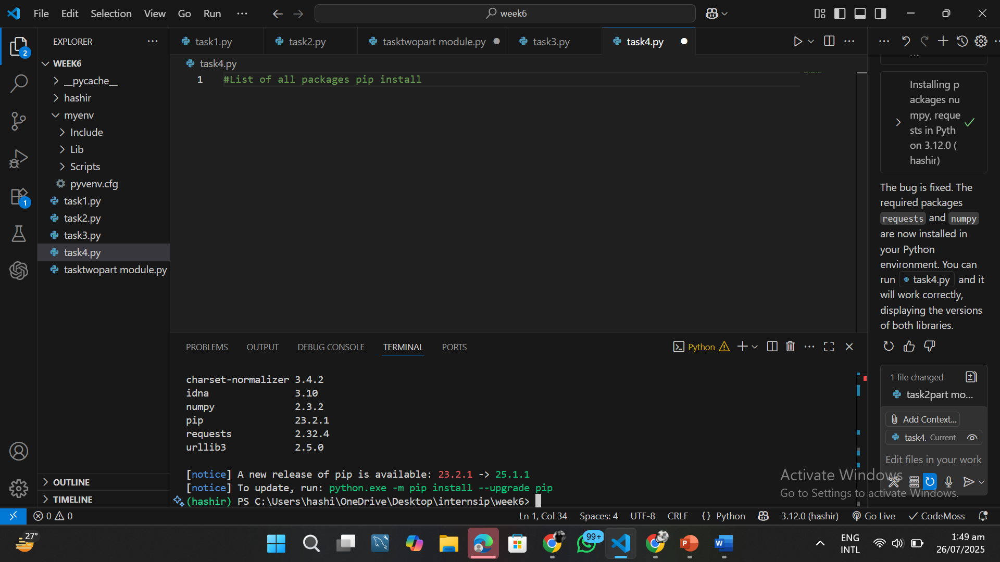 File Edit Selection View Go Run ... week6
EXPLORER ...
WEEK6
__pycache__
hashir
myenv
Include
Lib
Scripts
pyvenv.cfg
task1.py
task2.py
task3.py
task4.py
tasktwopart module.py
OUTLINE
TIMELINE
2
1
task1.py task2.py tasktwopart module.py task3.py task4.py
task4.py
1 #List of all packages pip install
PROBLEMS OUTPUT DEBUG CONSOLE TERMINAL PORTS Python
charset-normalizer 3.4.2
idna 3.10
numpy 2.3.2
pip 23.2.1
requests 2.32.4
urllib3 2.5.0
[notice] A new release of pip is available: 23.2.1 -> 25.1.1
[notice] To update, run: python.exe -m pip install --upgrade pip
(hashir) PS C:\Users\hashi\OneDrive\Desktop\internsip\week6>
Installing p
ackages nu
mpy, reque
sts in Pyth
on 3.12.0 (
hashir)
The bug is fixed. The
required packages
requests and numpy
are now installed in
your Python
environment. You can
run task4.py and it
will work correctly,
displaying the versions
of both libraries.
1 file changed
task2part mo...
Add Context...
task4. Current
Edit files in your work
Activate Windows
Go to Settings to activate Windows.
0 0 Ln 1, Col 34 Spaces: 4 UTF-8 CRLF {} Python 3.12.0 (hashir) Go Live CodeMoss
27° 99+ P W ENG INTL 1:49 am 26/07/2025